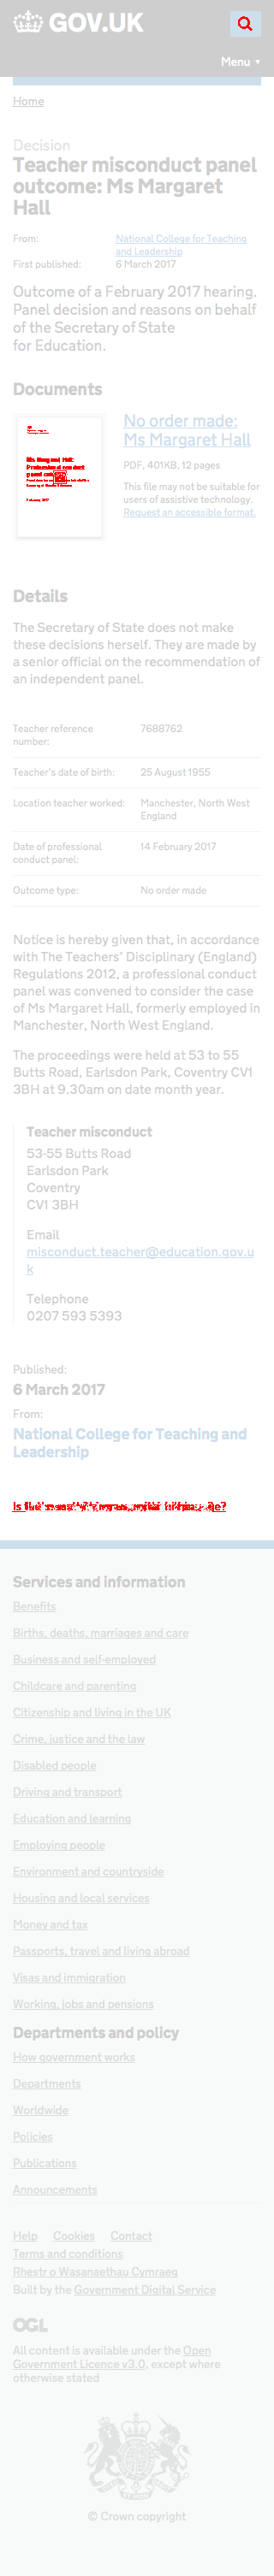 GOV.UK
Menu ▼
Home
Decision
Teacher misconduct panel
outcome: Ms Margaret
Hall
From:
National College for Teaching
and Leadership
First published:
6 March 2017
Outcome of a February 2017 hearing.
Panel decision and reasons on behalf
of the Secretary of State
for Education.
Documents
No order made:
Ms Margaret Hall
PDF, 401KB, 12 pages
This file may not be suitable for
users of assistive technology.
Request an accessible format.
Details
The Secretary of State does not make
these decisions herself. They are made by
a senior official on the recommendation of
an independent panel.
Teacher reference
number:
7688762
Teacher's date of birth:
25 August 1955
Location teacher worked:
Manchester, North West
England
Date of professional
conduct panel:
14 February 2017
Outcome type:
No order made
Notice is hereby given that, in accordance
with The Teachers' Disciplinary (England)
Regulations 2012, a professional conduct
panel was convened to consider the case
of Ms Margaret Hall, formerly employed in
Manchester, North West England.
The proceedings were held at 53 to 55
Butts Road, Earlsdon Park, Coventry CV1
3BH at 9.30am on date month year.
Teacher misconduct
53-55 Butts Road
Earlsdon Park
Coventry
CV1 3BH
Email
misconduct.teacher@education.gov.u
k
Telephone
0207 593 5393
Published:
6 March 2017
From:
National College for Teaching and
Leadership
Services and information
Benefits
Births, deaths, marriages and care
Business and self-employed
Childcare and parenting
Citizenship and living in the UK
Crime, justice and the law
Disabled people
Driving and transport
Education and learning
Employing people
Environment and countryside
Housing and local services
Money and tax
Passports, travel and living abroad
Visas and immigration
Working, jobs and pensions
Departments and policy
How government works
Departments
Worldwide
Policies
Publications
Announcements
Help Cookies Contact
Terms and conditions
Rhestr o Wasanaethau Cymraeg
Built by the Government Digital Service
OGL
All content is available under the Open
Government Licence v3.0, except where
otherwise stated
© Crown copyright